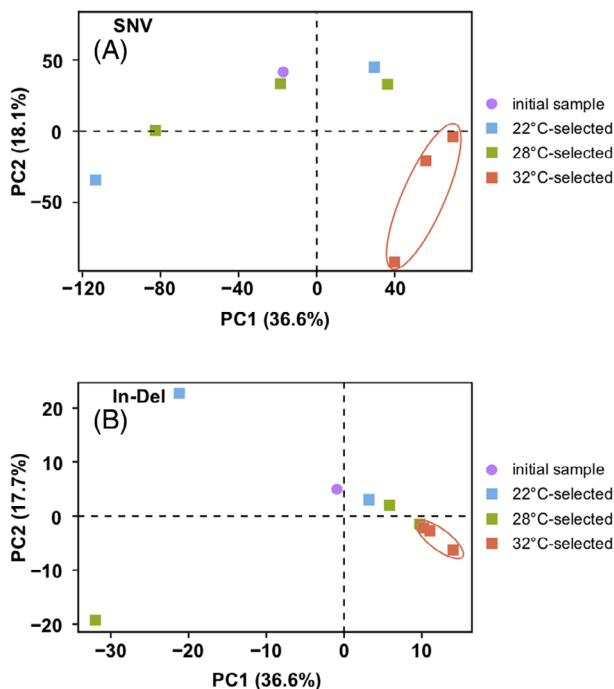 SNV
(A)
50
0
−50
PC2 (18.1%)
−120
−80
−40
0
40
PC1 (36.6%)
initial sample
22°C-selected
28°C-selected
32°C-selected
In-Del
(B)
20
10
0
−10
−20
PC2 (17.7%)
−30
−20
−10
0
10
PC1 (36.6%)
initial sample
22°C-selected
28°C-selected
32°C-selected